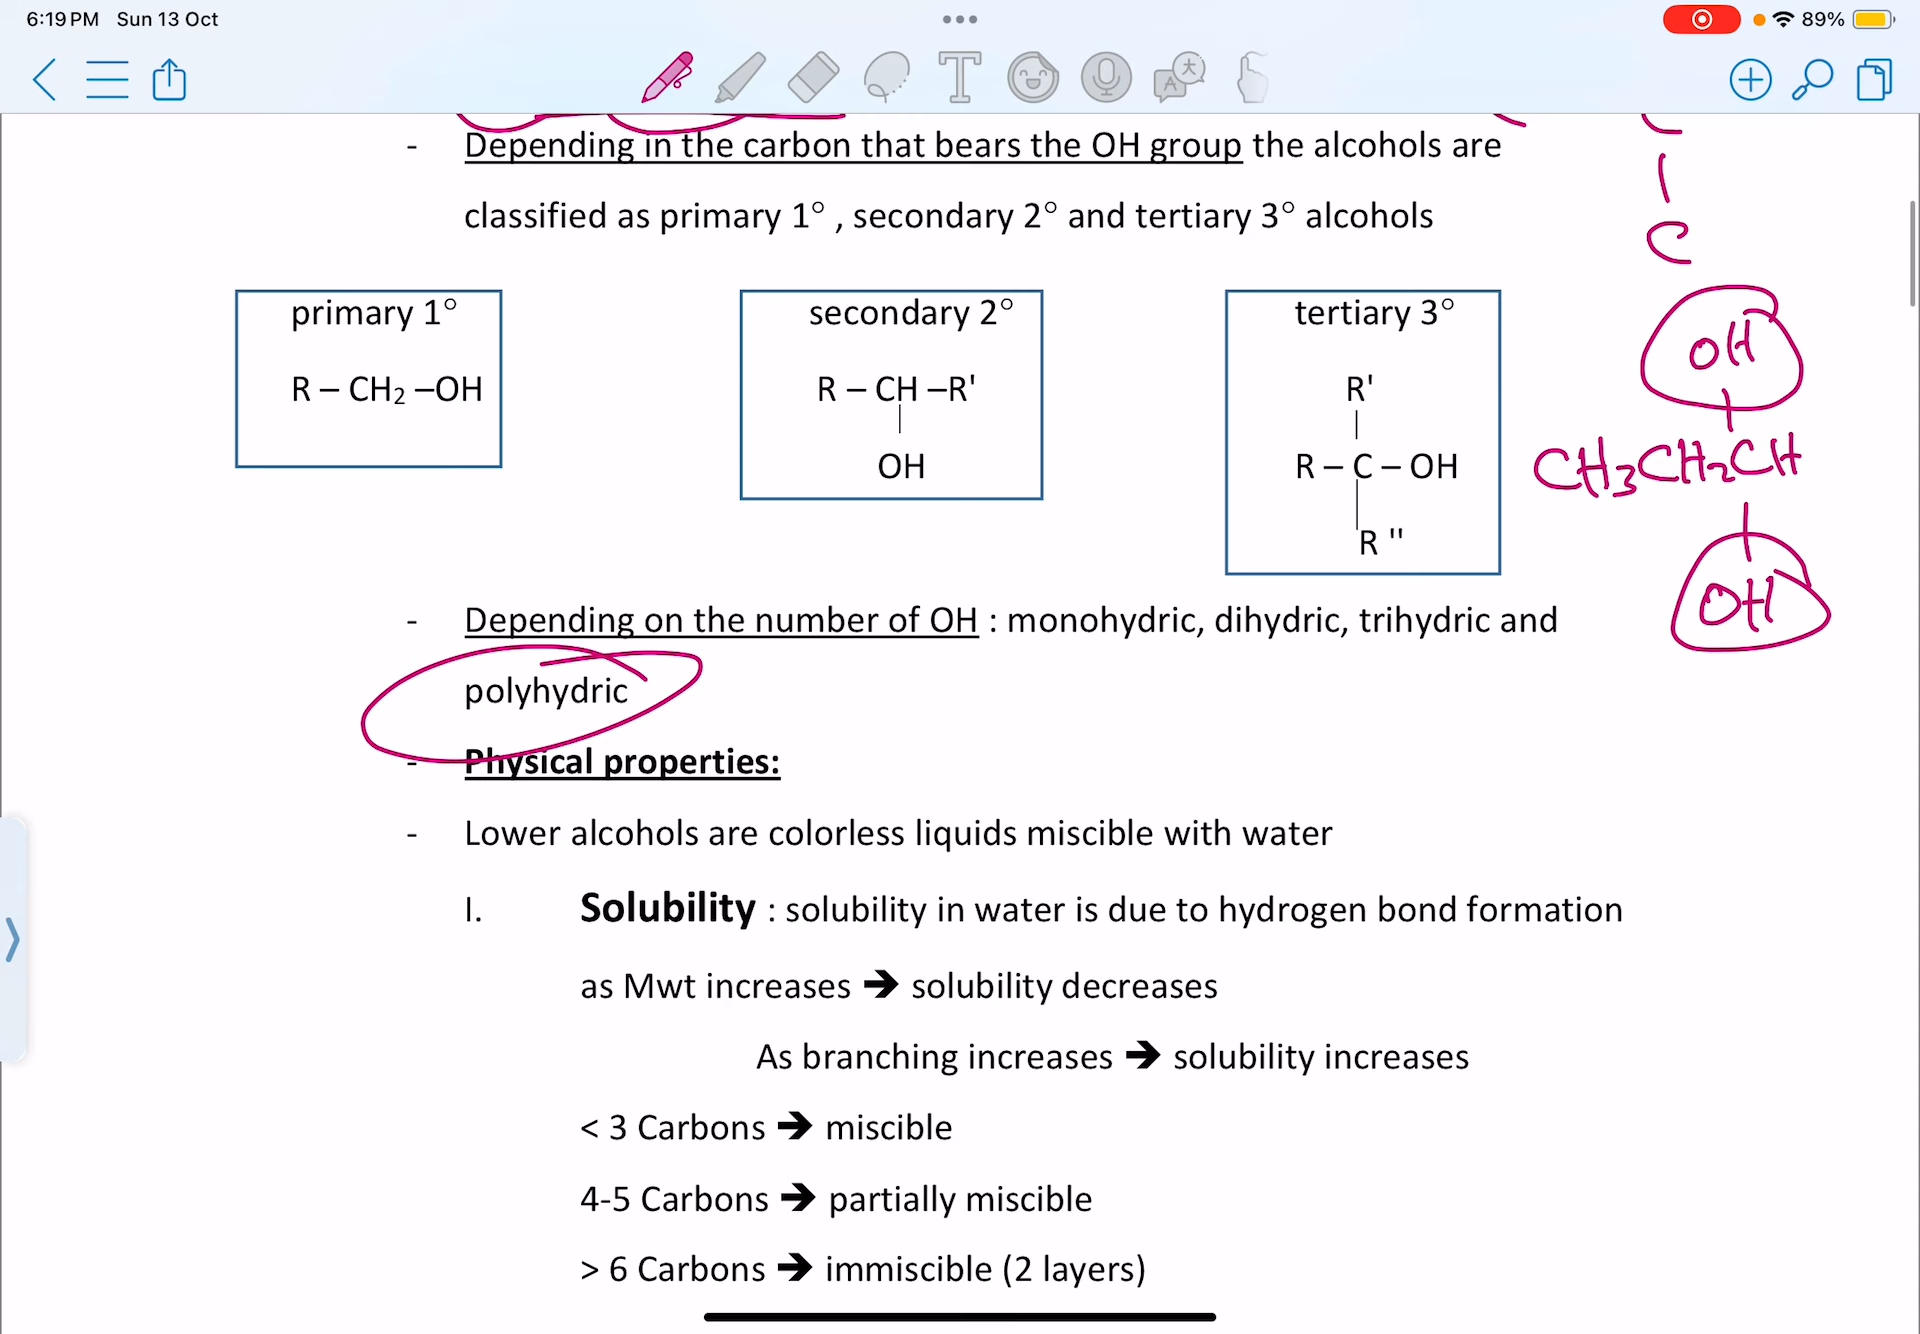 6:19 PM Sun 13 Oct
89%
- Depending in the carbon that bears the OH group the alcohols are
classified as primary 1° , secondary 2° and tertiary 3° alcohols
C
primary 1°
R – CH₂ –OH
secondary 2°
R – CH –R'
OH
tertiary 3°
R'
R – C – OH
R "
OH
CH₃CH₂CH
OH
- Depending on the number of OH : monohydric, dihydric, trihydric and
polyhydric
- Physical properties:
- Lower alcohols are colorless liquids miscible with water
I. Solubility : solubility in water is due to hydrogen bond formation
as Mwt increases ➔ solubility decreases
As branching increases ➔ solubility increases
< 3 Carbons ➔ miscible
4-5 Carbons ➔ partially miscible
> 6 Carbons ➔ immiscible (2 layers)